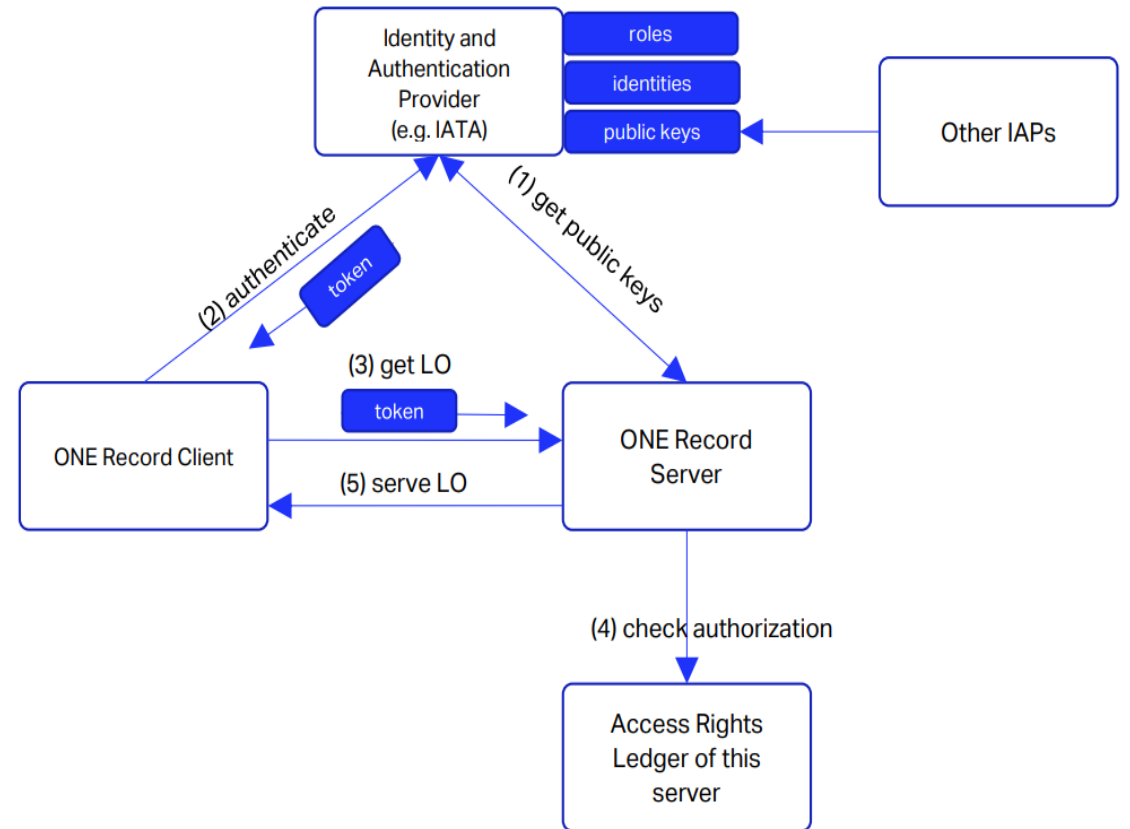 Identity and
Authentication
Provider
(e.g. IATA)
roles
identities
public keys
Other IAPs
(1) get public keys
(2) authenticate
token
(3) get LO
token
ONE Record Client
ONE Record
Server
(5) serve LO
(4) check authorization
Access Rights
Ledger of this
server